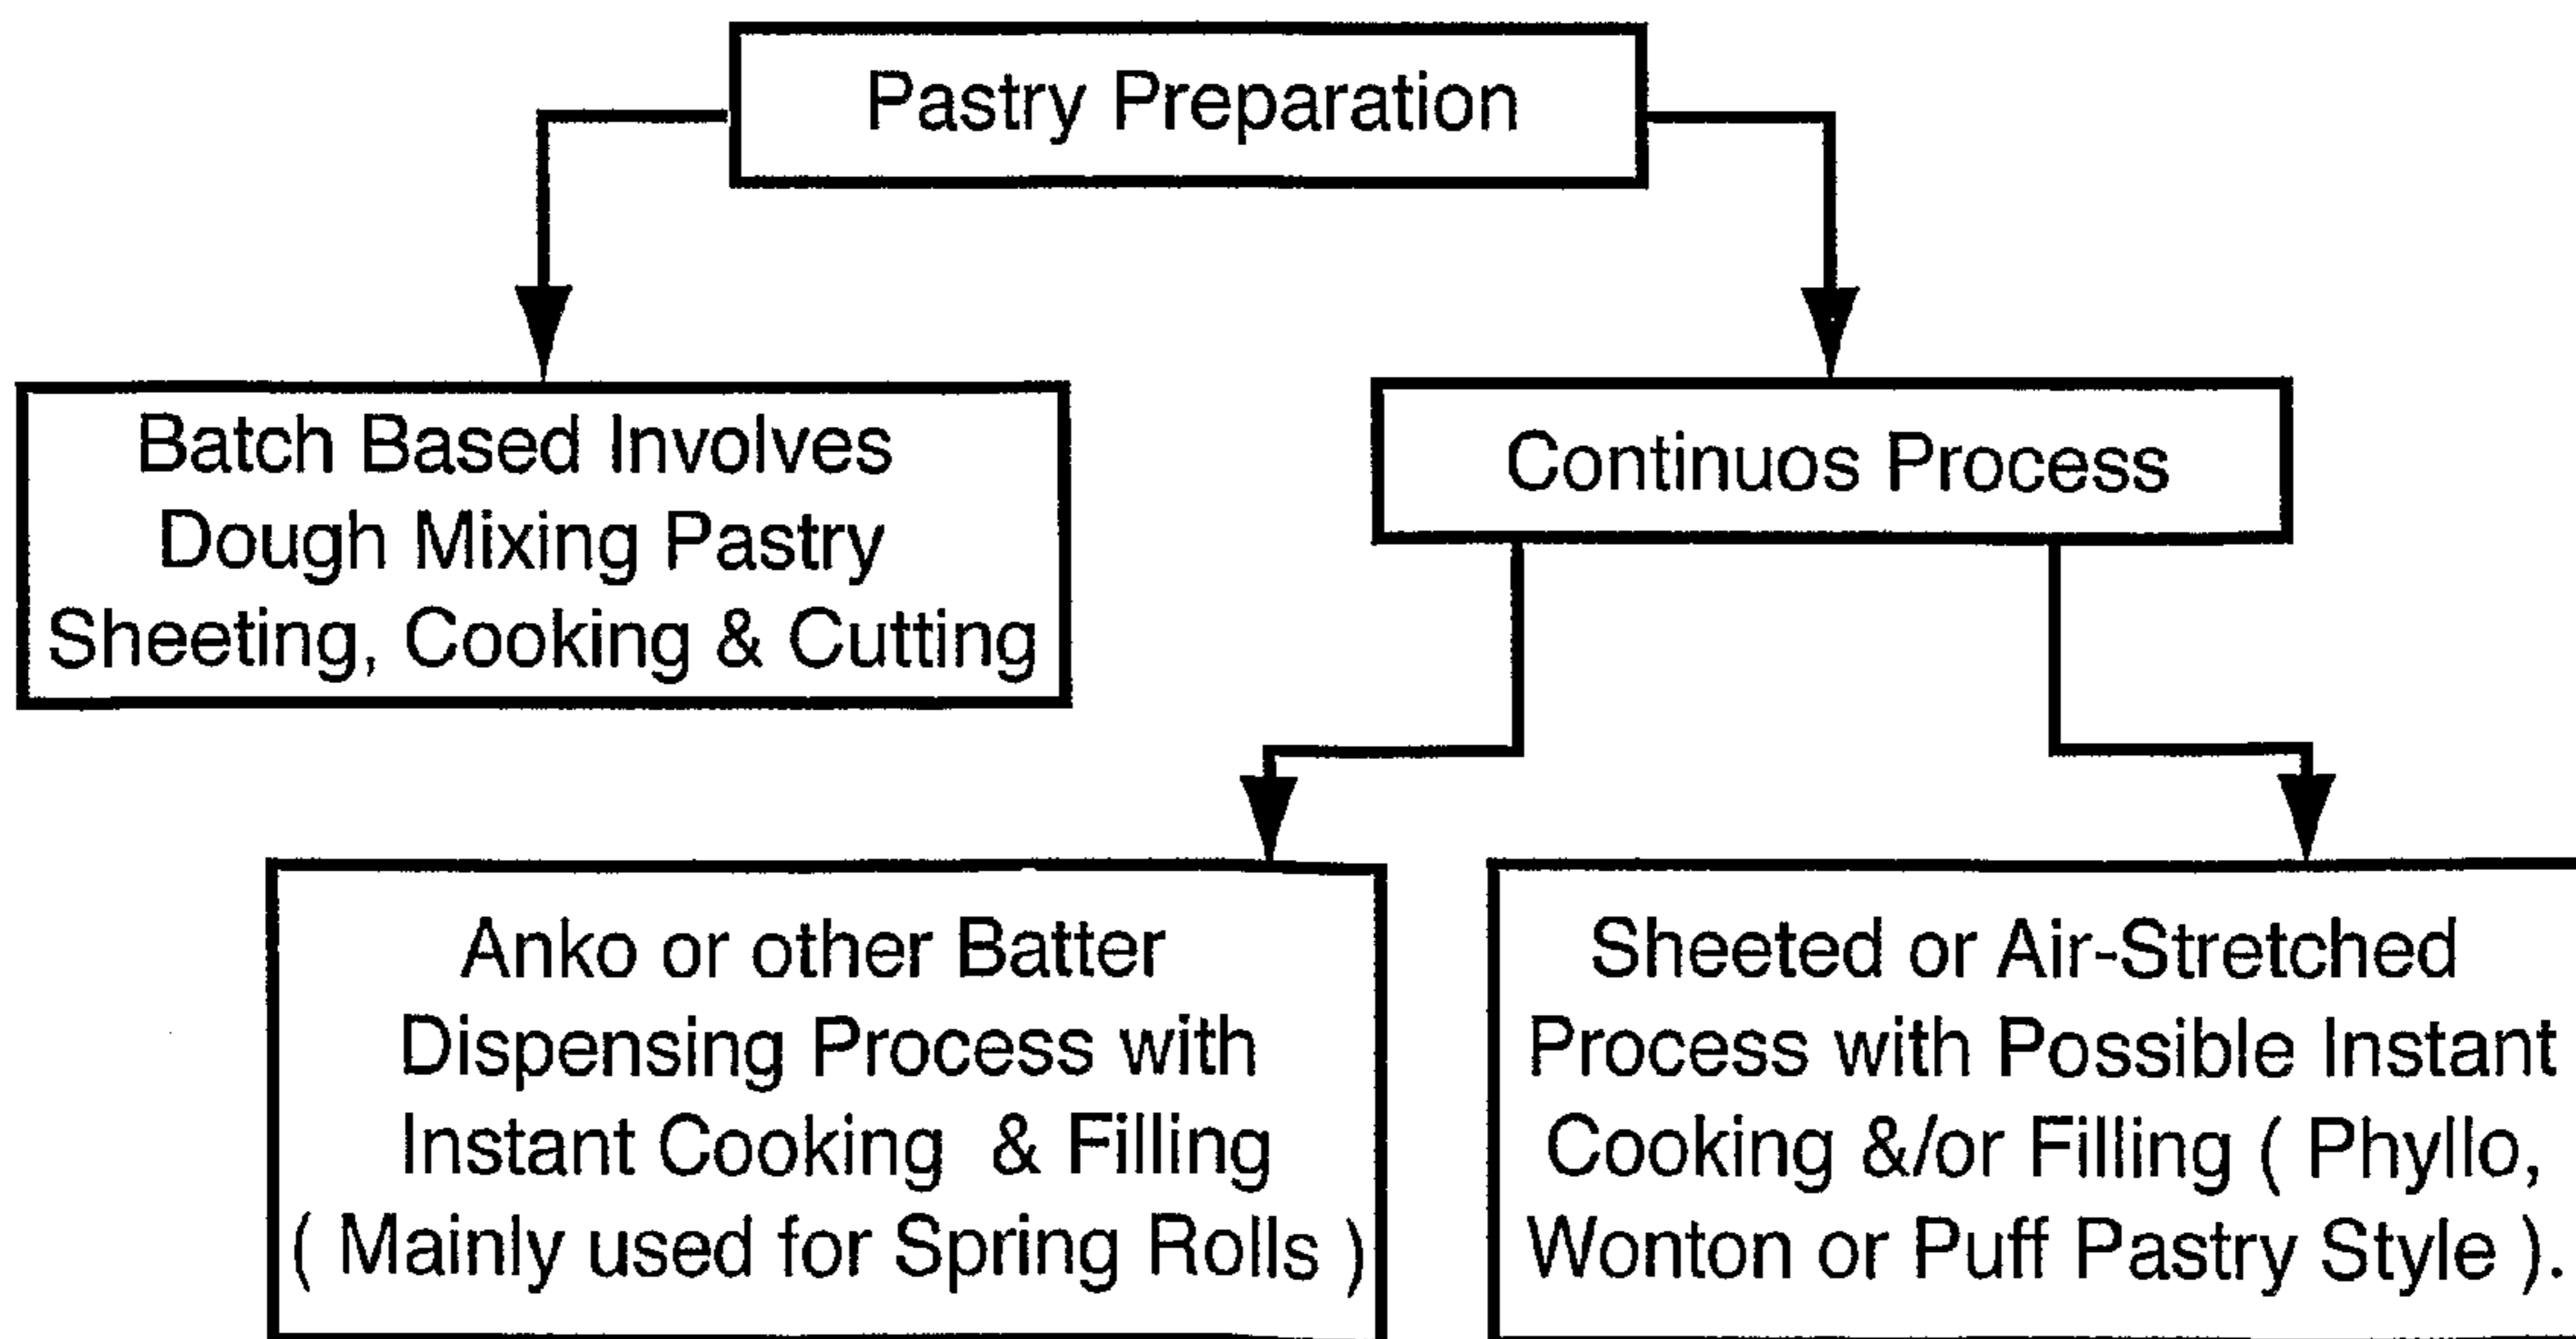 Pastry Preparation
Batch Based Involves
Dough Mixing Pastry
Sheeting, Cooking & Cutting
Continuos Process
Anko or other Batter
Dispensing Process with
Instant Cooking & Filling
( Mainly used for Spring Rolls )
Sheeted or Air-Stretched
Process with Possible Instant
Cooking &/or Filling ( Phyllo,
Wonton or Puff Pastry Style ).